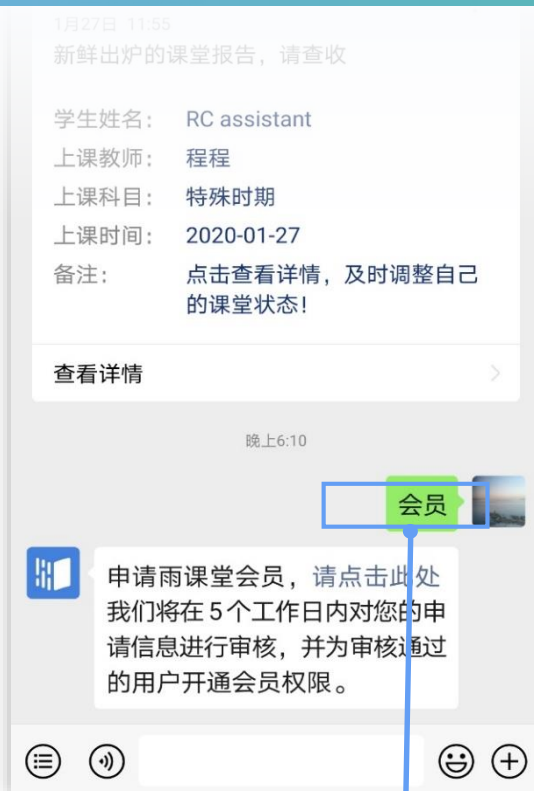 1月27日 11:55
新鲜出炉的课堂报告，请查收
学生姓名： RC assistant
上课教师： 程程
上课科目： 特殊时期
上课时间： 2020-01-27
备注： 点击查看详情，及时调整自己
的课堂状态！
查看详情
晚上6:10
会员
申请雨课堂会员，请点击此处
我们将在5个工作日内对您的申
请信息进行审核，并为审核通过
的用户开通会员权限。